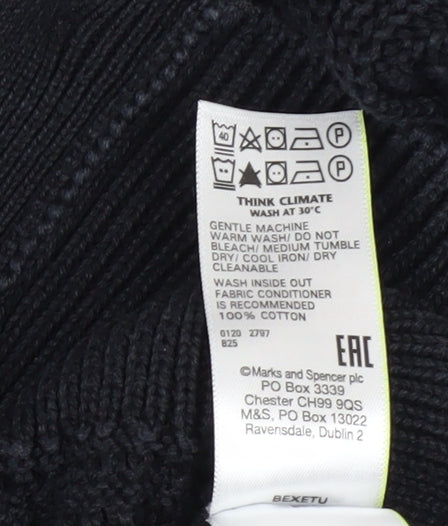 40 P
P
THINK CLIMATE
WASH AT 30°C
GENTLE MACHINE
WARM WASH/ DO NOT
BLEACH/ MEDIUM TUMBLE
DRY/ COOL IRON/ DRY
CLEANABLE
WASH INSIDE OUT
FABRIC CONDITIONER
IS RECOMMENDED
100% COTTON
0120 2797
B25
EAC
©Marks and Spencer plc
PO Box 3339
Chester CH99 9QS
M&S, PO Box 13022
Ravensdale, Dublin 2
BEXETU